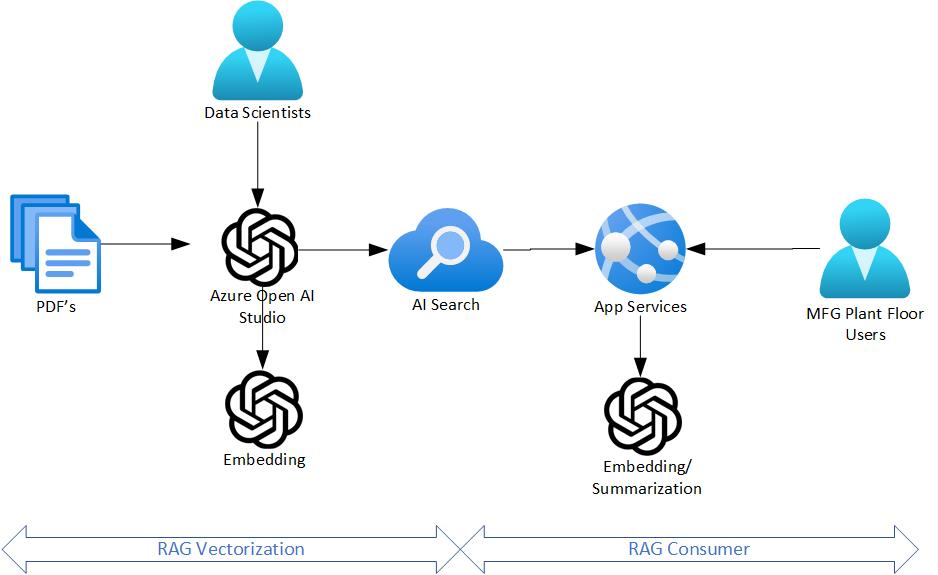 Data Scientists
PDF's
Azure Open AI
Studio
AI Search
App Services
MFG Plant Floor
Users
Embedding
Embedding/
Summarization
RAG Vectorization
RAG Consumer